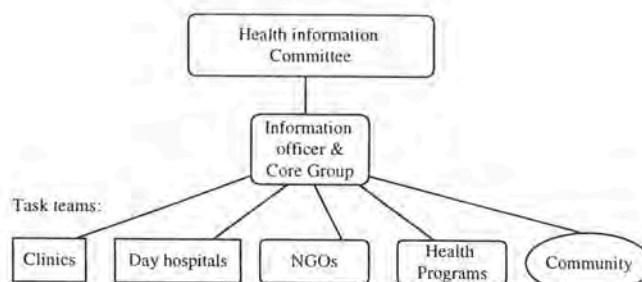 Health information
Committee
Information
officer &
Core Group
Task teams:
Clinics
Day hospitals
NGOs
Health
Programs
Community